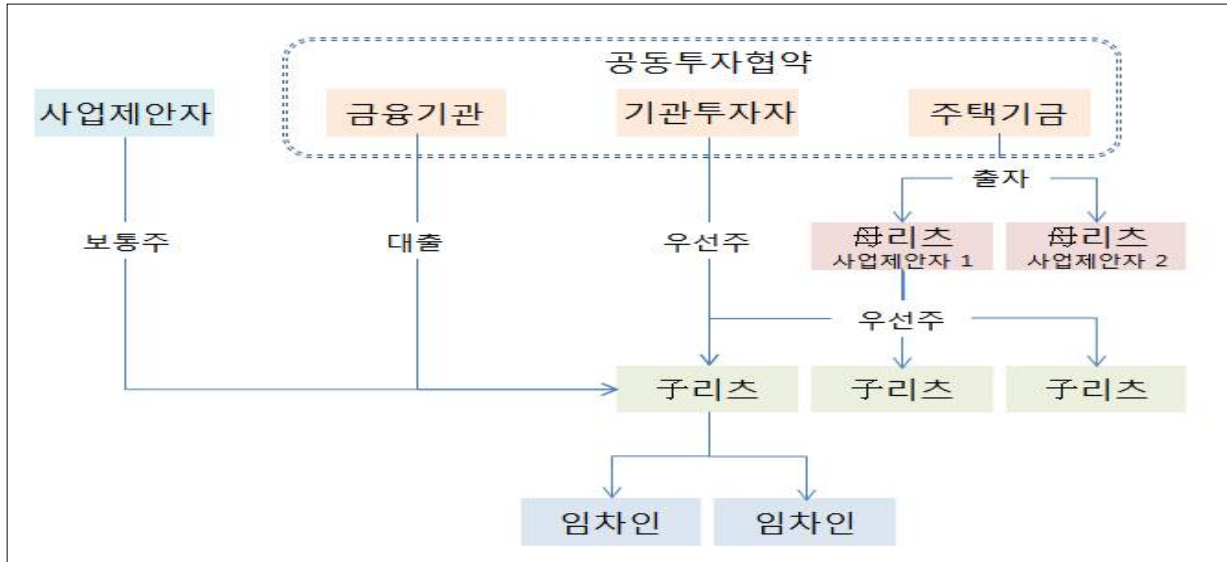 공동투자협약
사업제안자
금융기관
기관투자자
주택기금
출자
보통주
대출
우선주
母리츠
사업제안자 1
母리츠
사업제안자 2
우선주
子리츠
子리츠
子리츠
임차인
임차인